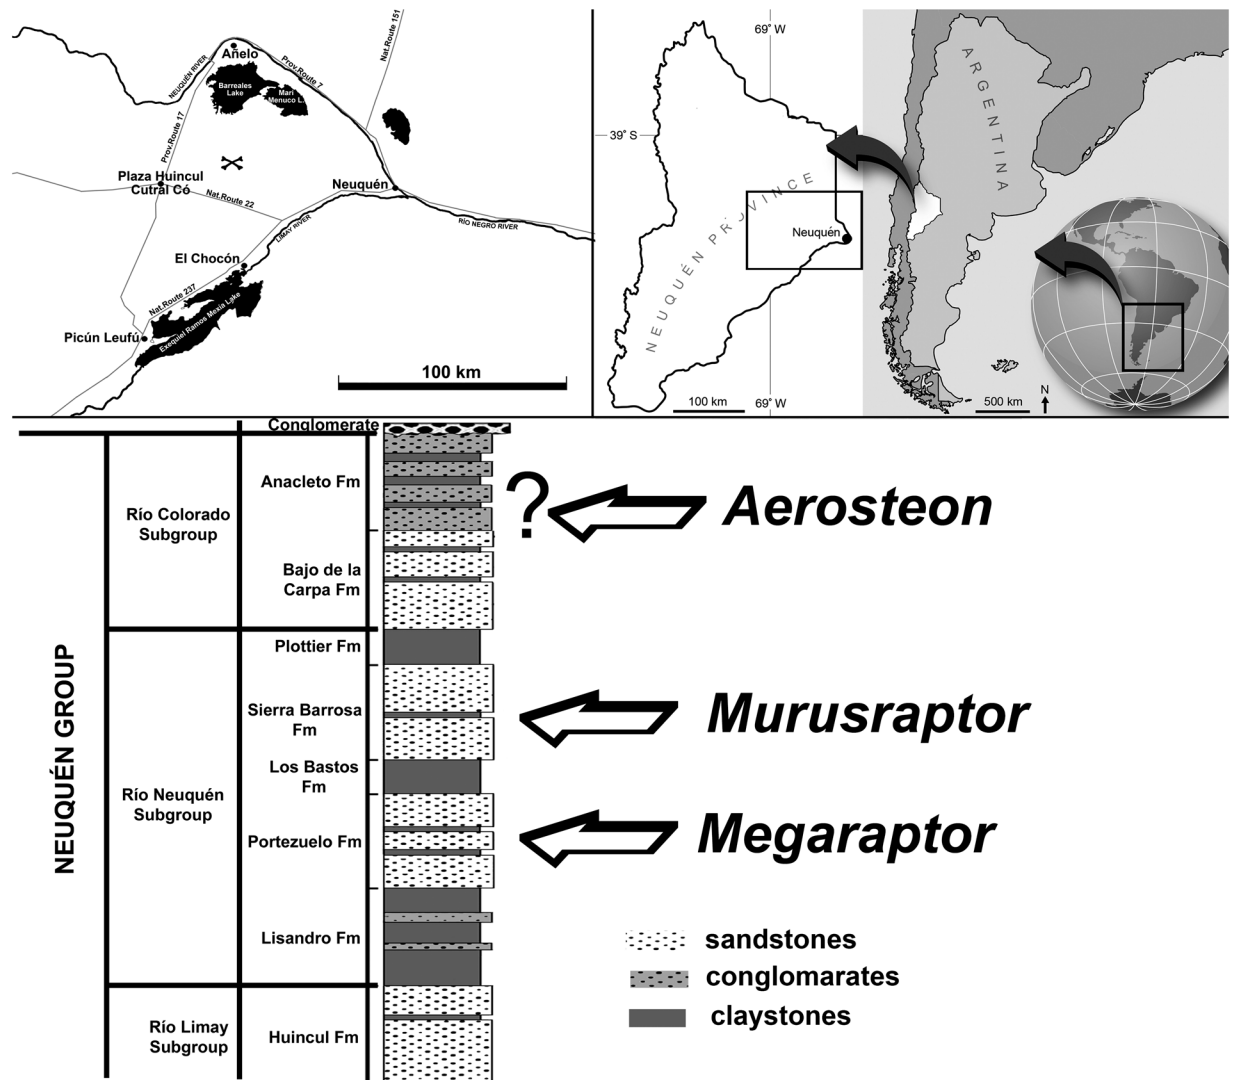 Nat.Route 151
Añelo
NEUQUÉN RIVER
Prov.Route 7
Barreales
Lake
Mari
Menuco L.
Prov.Route 17
Plaza Huincul
Cutral Có
Neuquén
Nat.Route 22
LIMAY RIVER
RÍO NEGRO RIVER
El Chocón
Nat.Route 237
Exequiel Ramos Mexia Lake
Picún Leufú
100 km
69° W
39° S
NEUQUÉN PROVINCE
Neuquén
100 km
69° W
ARGENTINA
500 km
N
Conglomerate
NEUQUÉN GROUP
Río Colorado
Subgroup
Anacleto Fm
?
Aerosteon
Bajo de la
Carpa Fm
Río Neuquén
Subgroup
Plottier Fm
Sierra Barrosa
Fm
Murusraptor
Los Bastos
Fm
Portezuelo Fm
Megaraptor
Lisandro Fm
Río Limay
Subgroup
Huincul Fm
sandstones
conglomarates
claystones